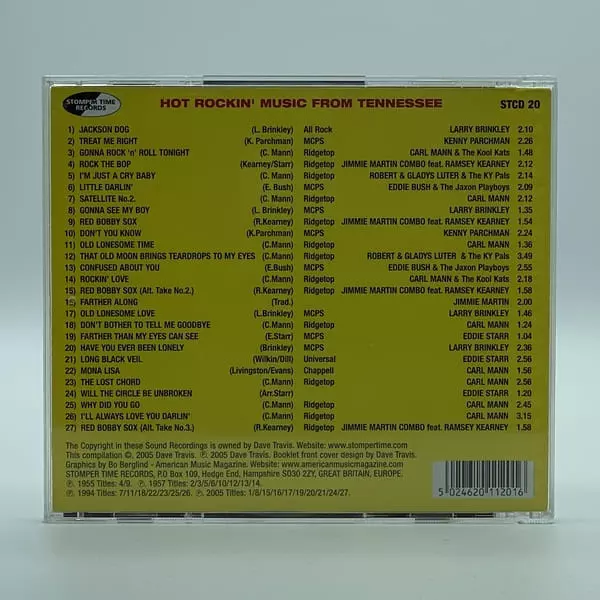 STOMPER TIME
RECORDS
HOT ROCKIN' MUSIC FROM TENNESSEE
STCD 20
1) JACKSON DOG (L. Brinkley) All Rock LARRY BRINKLEY 2.10
2) TREAT ME RIGHT (K. Parchman) MCPS KENNY PARCHMAN 2.26
3) GONNA ROCK 'n' ROLL TONIGHT (C. Mann) Ridgetop CARL MANN & The Kool Kats 1.48
4) ROCK THE BOP (Kearney/Starr) Ridgetop JIMMIE MARTIN COMBO feat. RAMSEY KEARNEY 2.12
5) I'M JUST A CRY BABY (C. Mann) Ridgetop ROBERT & GLADYS LUTER & The KY Pals 2.14
6) LITTLE DARLIN' (E. Bush) MCPS EDDIE BUSH & The Jaxon Playboys 2.09
7) SATELLITE No.2. (C. Mann) Ridgetop CARL MANN 2.12
8) GONNA SEE MY BOY (L. Brinkley) MCPS LARRY BRINKLEY 1.35
9) RED BOBBY SOX (R.Kearney) Ridgetop JIMMIE MARTIN COMBO feat. RAMSEY KEARNEY 1.54
10) DON'T YOU KNOW (K.Parchman) MCPS KENNY PARCHMAN 2.24
11) OLD LONESOME TIME (C.Mann) Ridgetop CARL MAN 1.36
12) THAT OLD MOON BRINGS TEARDROPS TO MY EYES (C.Mann) Ridgetop ROBERT & GLADYS LUTER & The KY Pals 3.49
13) CONFUSED ABOUT YOU (E.Bush) MCPS EDDIE BUSH & The Jaxon Playboys 2.55
14) ROCKIN' LOVE (C.Mann) Ridgetop CARL MANN & The Kool Kats 2.18
15) RED BOBBY SOX (Alt. Take No.2.) (R.Kearney) Ridgetop JIMMIE MARTIN COMBO feat. RAMSEY KEARNEY 1.58
15) FARTHER ALONG (Trad.) JIMMIE MARTIN 2.00
17) OLD LONESOME LOVE (L.Brinkley) MCPS LARRY BRINKLEY 1.46
18) DON'T BOTHER TO TELL ME GOODBYE (C.Mann) Ridgetop CARL MANN 1.24
19) FARTHER THAN MY EYES CAN SEE (E.Starr) MCPS EDDIE STARR 1.04
20) HAVE YOU EVER BEEN LONELY (Brinkley) MCPS LARRY BRINKLEY 2.36
21) LONG BLACK VEIL (Wilkin/Dill) Universal EDDIE STARR 2.56
22) MONA LISA (Livingston/Evans) Chappell CARL MANN 1.56
23) THE LOST CHORD (C.Mann) Ridgetop CARL MANN 2.56
24) WILL THE CIRCLE BE UNBROKEN (Arr.Starr) EDDIE STARR 1.20
25) WHY DID YOU GO (C.Mann) Ridgetop CARL MANN 2.45
26) I'LL ALWAYS LOVE YOU DARLIN' (C.Mann) Ridgetop CARL MANN 3.15
27) RED BOBBY SOX (Alt. Take No.3.) (R.Kearney) Ridgetop JIMMIE MARTIN COMBO feat. RAMSEY KEARNEY 1.58
The Copyright in these Sound Recordings is owned by Dave Travis. Website: www.stompertime.com
This compilation ©, 2005 Dave Travis. ℗ 2005 Dave Travis. Booklet front cover design by Dave Travis.
Graphics by Bo Berglind - American Music Magazine. Website: www.americanmusicmagazine.com
STOMPER TIME RECORDS, P.O Box 109, Hedge End, Hampshire SO30 2ZY, GREAT BRITAIN, EUROPE.
℗ 1955 Titles: 4/9. ℗ 1957 Titles: 2/3/5/6/10/12/13/14.
℗ 1994 Titles: 7/11/18/22/23/25/26. ℗ 2005 Titles: 1/8/15/16/17/19/20/21/24/27.
5 024620 112016